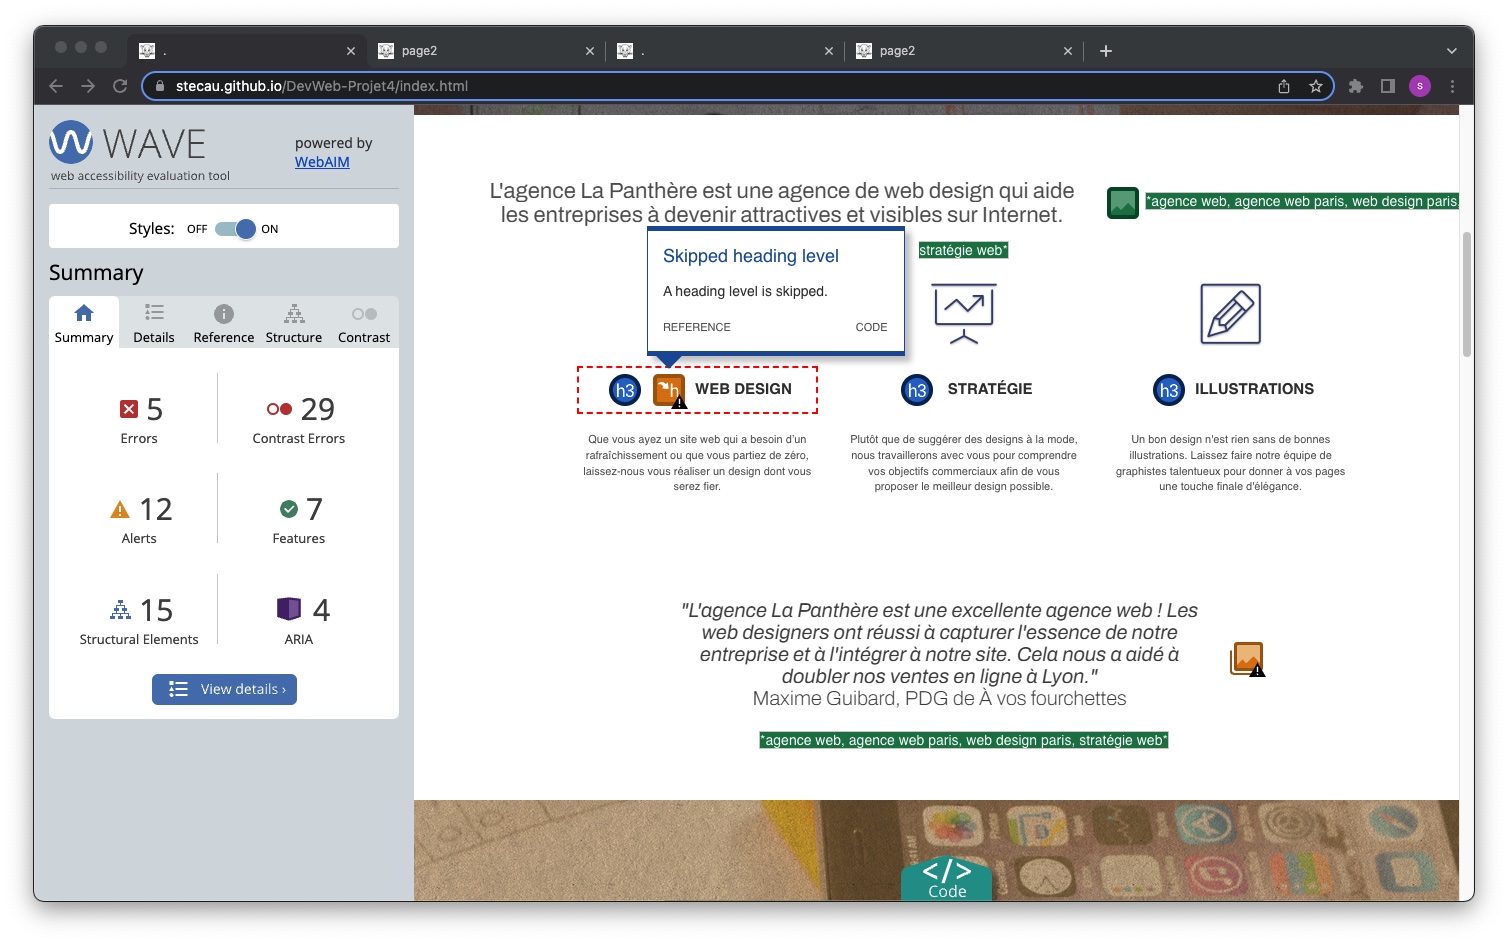 .
page2
.
page2
stecau.github.io/DevWeb-Projet4/index.html
s
WAVE
web accessibility evaluation tool
powered by
WebAIM
Styles: OFF ON
Summary
Summary
Details
Reference
Structure
Contrast
5
Errors
29
Contrast Errors
12
Alerts
7
Features
15
Structural Elements
4
ARIA
View details ›
L'agence La Panthère est une agence de web design qui aide
les entreprises à devenir attractives et visibles sur Internet.
*agence web, agence web paris, web design paris,
stratégie web*
Skipped heading level
A heading level is skipped.
REFERENCE
CODE
h3 h WEB DESIGN
Que vous ayez un site web qui a besoin d'un
rafraîchissement ou que vous partiez de zéro,
laissez-nous vous réaliser un design dont vous
serez fier.
h3 STRATÉGIE
Plutôt que de suggérer des designs à la mode,
nous travaillerons avec vous pour comprendre
vos objectifs commerciaux afin de vous
proposer le meilleur design possible.
h3 ILLUSTRATIONS
Un bon design n'est rien sans de bonnes
illustrations. Laissez faire notre équipe de
graphistes talentueux pour donner à vos pages
une touche finale d'élégance.
"L'agence La Panthère est une excellente agence web ! Les
web designers ont réussi à capturer l'essence de notre
entreprise et à l'intégrer à notre site. Cela nous a aidé à
doubler nos ventes en ligne à Lyon."
Maxime Guibard, PDG de À vos fourchettes
*agence web, agence web paris, web design paris, stratégie web*
</>
Code